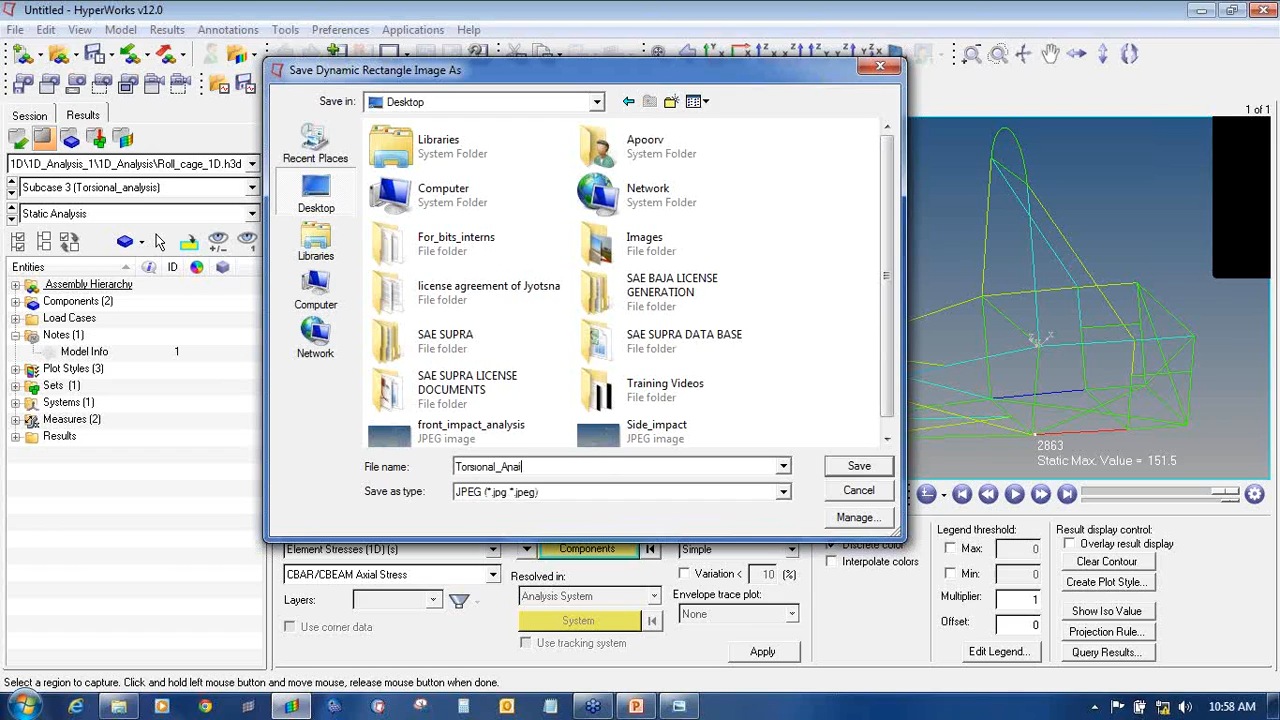 Untitled - HyperWorks v12.0
File Edit View Model Results Annotations Tools Preferences Applications Help
Session Results
1D\1D_Analysis_1\1D_Analysis\Roll_cage_1D.h3d
Subcase 3 (Torsional_analysis)
Static Analysis
Entities ID
Assembly Hierarchy
Components (2)
Load Cases
Notes (1)
Model Info 1
Plot Styles (3)
Sets (1)
Systems (1)
Measures (2)
Results
Save Dynamic Rectangle Image As
Save in: Desktop
Recent Places
Desktop
Libraries
Computer
Network
Libraries
System Folder
Apoorv
System Folder
Computer
System Folder
Network
System Folder
For_bits_interns
File folder
Images
File folder
license agreement of Jyotsna
File folder
SAE BAJA LICENSE
GENERATION
File folder
SAE SUPRA
File folder
SAE SUPRA DATA BASE
File folder
SAE SUPRA LICENSE
DOCUMENTS
File folder
Training Videos
File folder
front_impact_analysis
JPEG image
Side_impact
JPEG image
File name: Torsional_Anal
Save as type: JPEG (*.jpg *.jpeg)
Save
Cancel
Manage...
1 of 1
2863
Static Max. Value = 151.5
Element Stresses (1D) (s)
CBAR/CBEAM Axial Stress
Layers:
Use corner data
Components
Resolved in:
Analysis System
System
Use tracking system
Simple
Variation < 10 (%)
Envelope trace plot:
None
Apply
Discrete color
Interpolate colors
Legend threshold:
Max: 0
Min: 0
Multiplier: 1
Offset: 0
Edit Legend...
Result display control:
Overlay result display
Clear Contour
Create Plot Style...
Show Iso Value
Projection Rule...
Query Results...
Select a region to capture. Click and hold left mouse button and move mouse, release mouse button when done.
10:58 AM